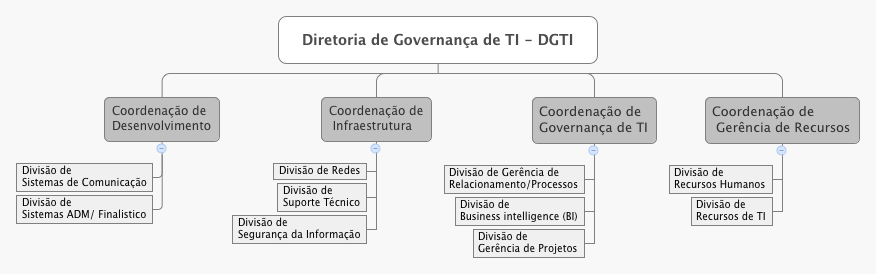 Diretoria de Governança de TI - DGTI
Coordenação de
Desenvolvimento
Divisão de
Sistemas de Comunicação
Divisão de
Sistemas ADM/ Finalistico
Coordenação de
Infraestrutura
Divisão de Redes
Divisão de
Suporte Técnico
Divisão de
Segurança da Informação
Coordenação de
Governança de TI
Divisão de Gerência de
Relacionamento/Processos
Divisão de
Business intelligence (BI)
Divisão de
Gerência de Projetos
Coordenação de
Gerência de Recursos
Divisão de
Recursos Humanos
Divisão de
Recursos de TI